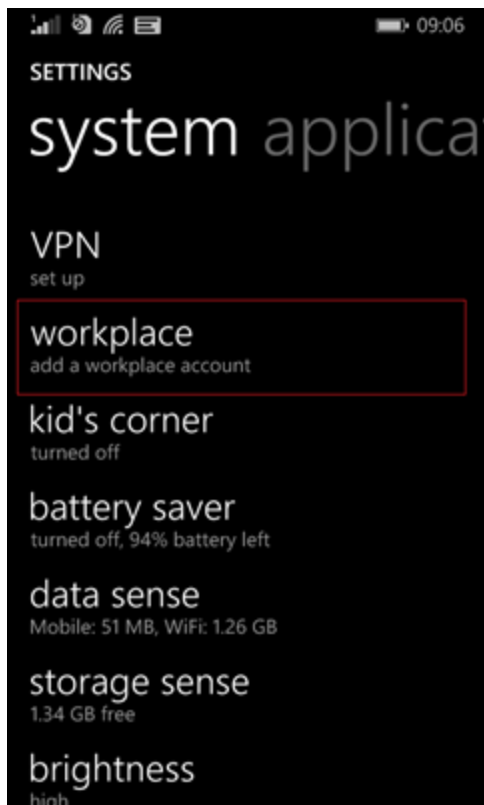 09:06
SETTINGS
system applica
VPN
set up
workplace
add a workplace account
kid's corner
turned off
battery saver
turned off, 94% battery left
data sense
Mobile: 51 MB, WiFi: 1.26 GB
storage sense
1.34 GB free
brightness
high